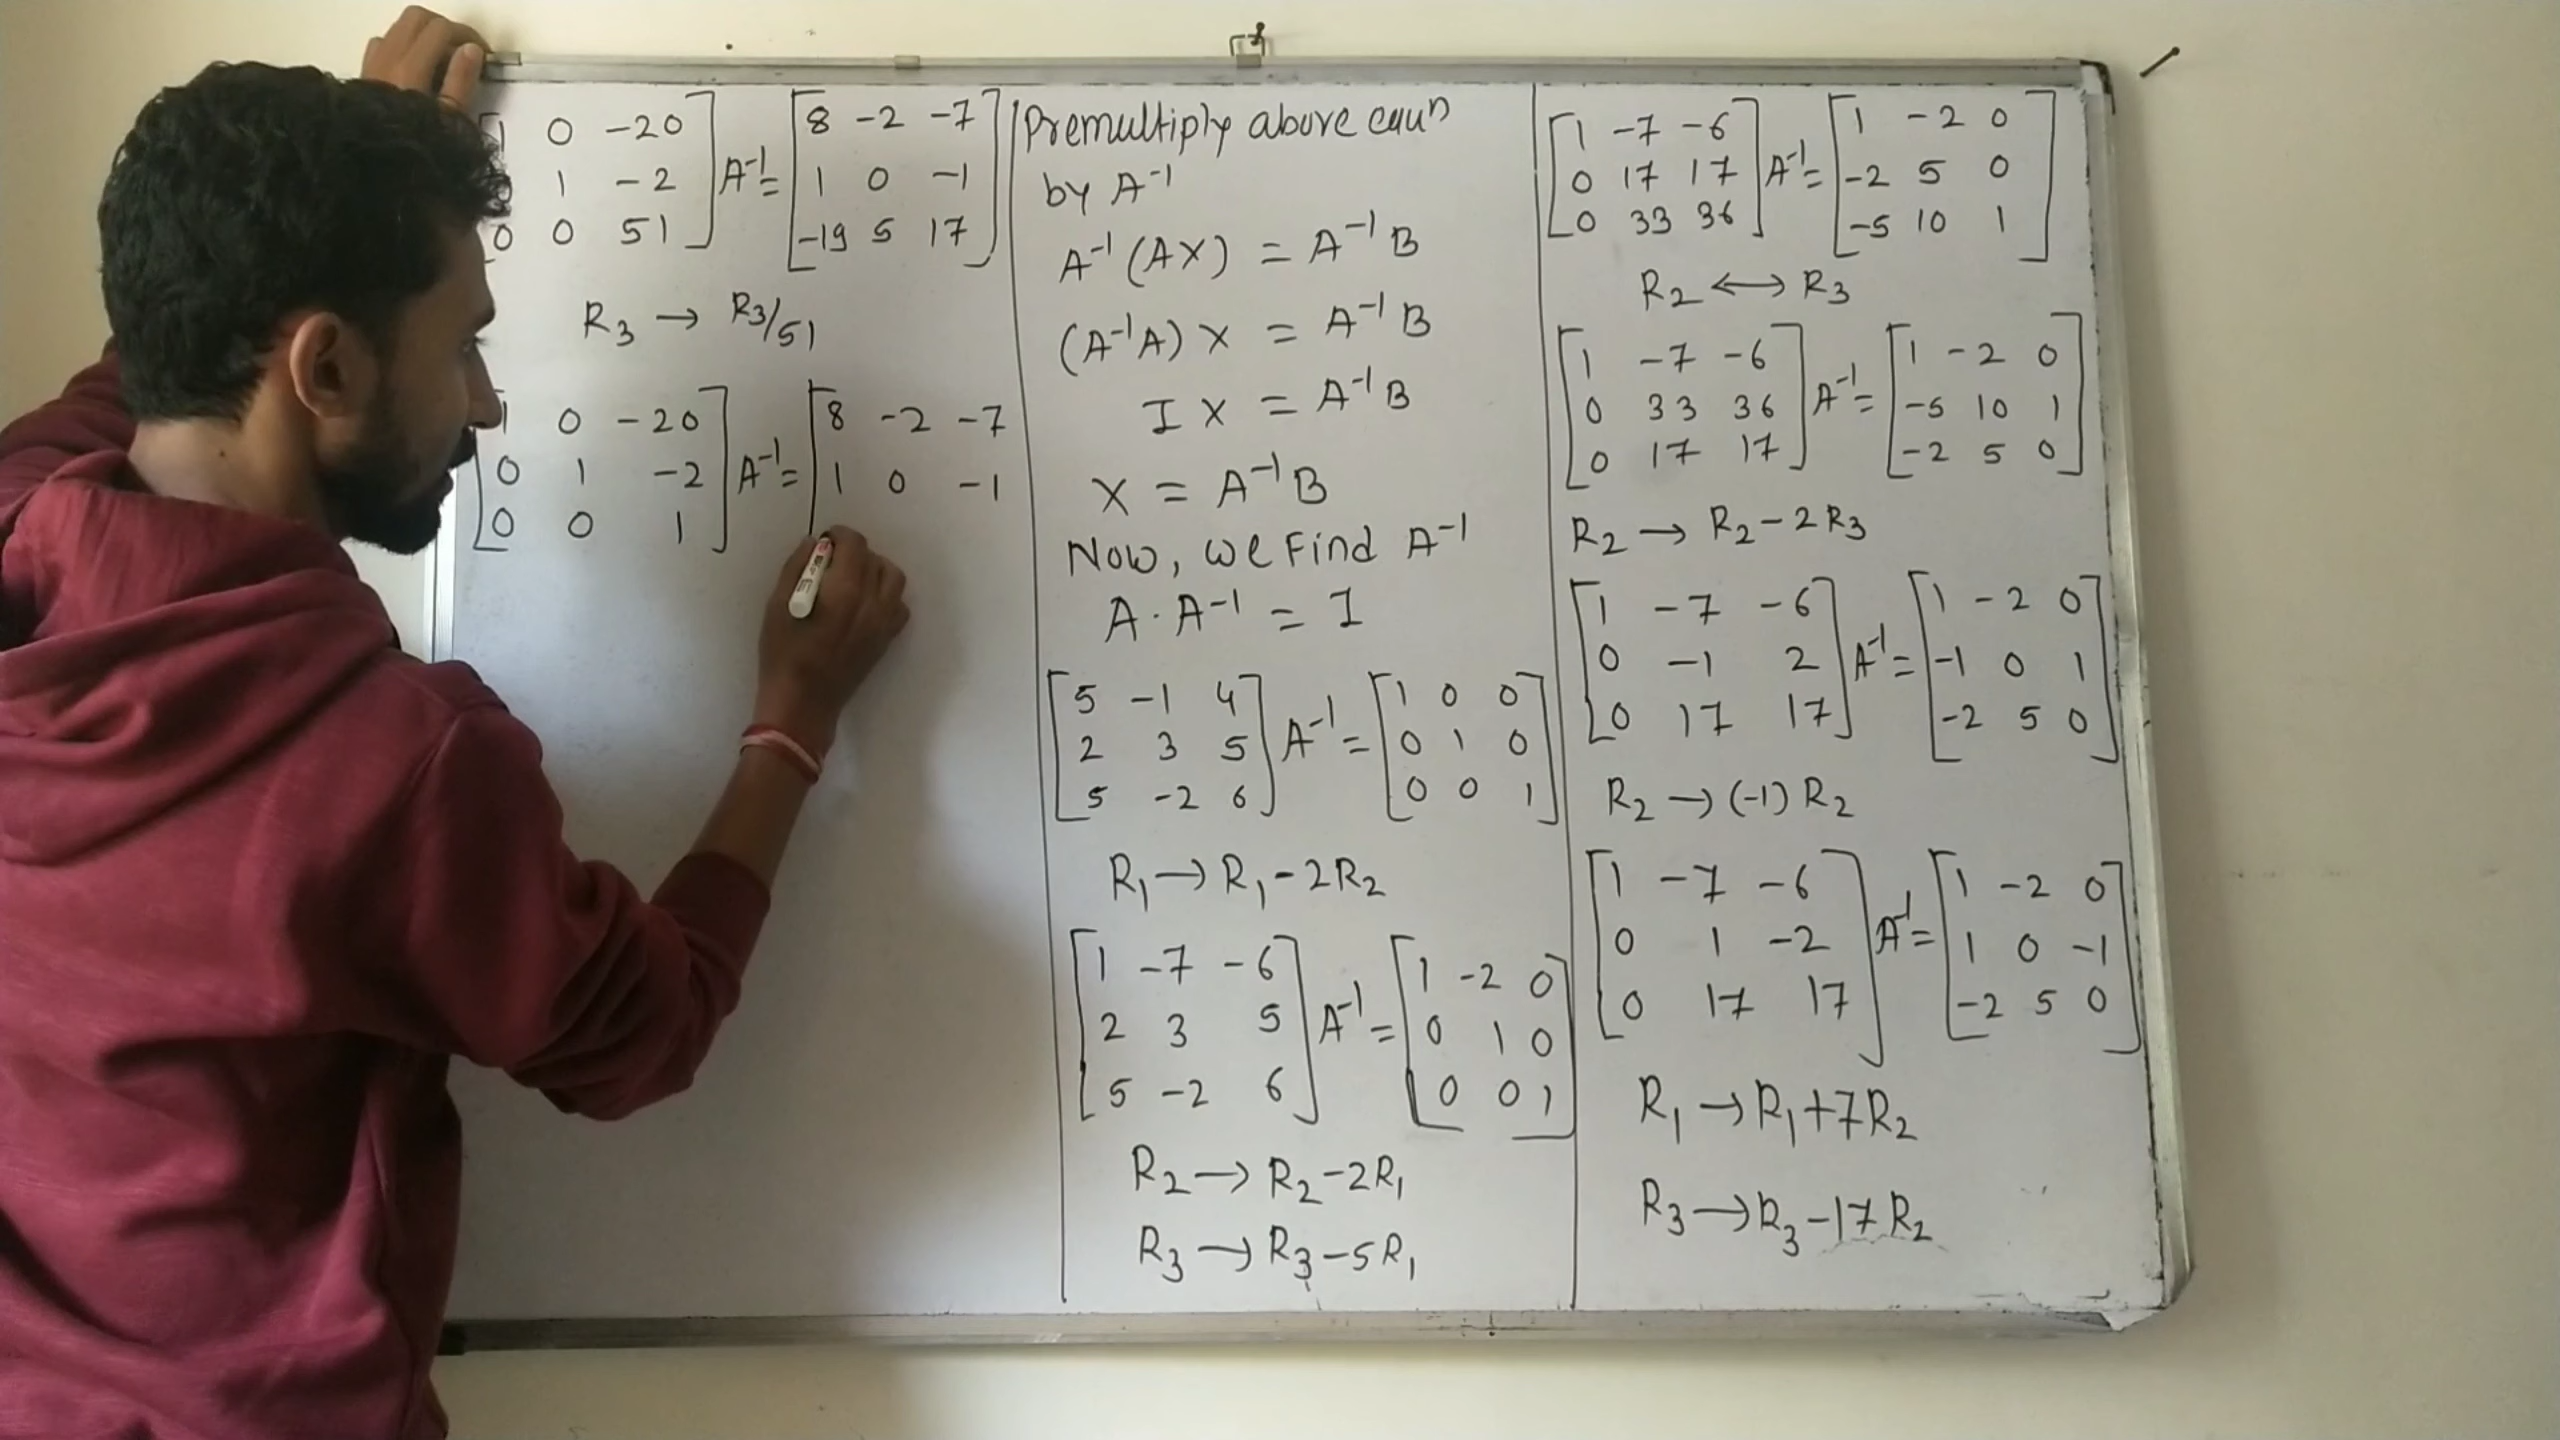 1 0 -20
0 1 -2
0 0 51
A⁻¹ =
8 -2 -7
1 0 -1
-19 5 17
R₃ → R₃/51
1 0 -20
0 1 -2
0 0 1
A⁻¹ =
8 -2 -7
1 0 -1
Premultiply above equⁿ
by A⁻¹
A⁻¹(AX) = A⁻¹B
(A⁻¹A)X = A⁻¹B
IX = A⁻¹B
X = A⁻¹B
Now, we Find A⁻¹
A·A⁻¹ = I
5 -1 4
2 3 5
5 -2 6
A⁻¹ =
1 0 0
0 1 0
0 0 1
R₁ → R₁-2R₂
1 -7 -6
2 3 5
5 -2 6
A⁻¹ =
1 -2 0
0 1 0
0 0 1
R₂ → R₂-2R₁
R₃ → R₃-5R₁
1 -7 -6
0 17 17
0 33 36
A⁻¹ =
1 -2 0
-2 5 0
-5 10 1
R₂ ↔ R₃
1 -7 -6
0 33 36
0 17 17
A⁻¹ =
1 -2 0
-5 10 1
-2 5 0
R₂ → R₂-2R₃
1 -7 -6
0 -1 2
0 17 17
A⁻¹ =
1 -2 0
-1 0 1
-2 5 0
R₂ → (-1)R₂
1 -7 -6
0 1 -2
0 17 17
A⁻¹ =
1 -2 0
1 0 -1
-2 5 0
R₁ → R₁+7R₂
R₃ → R₃-17R₂